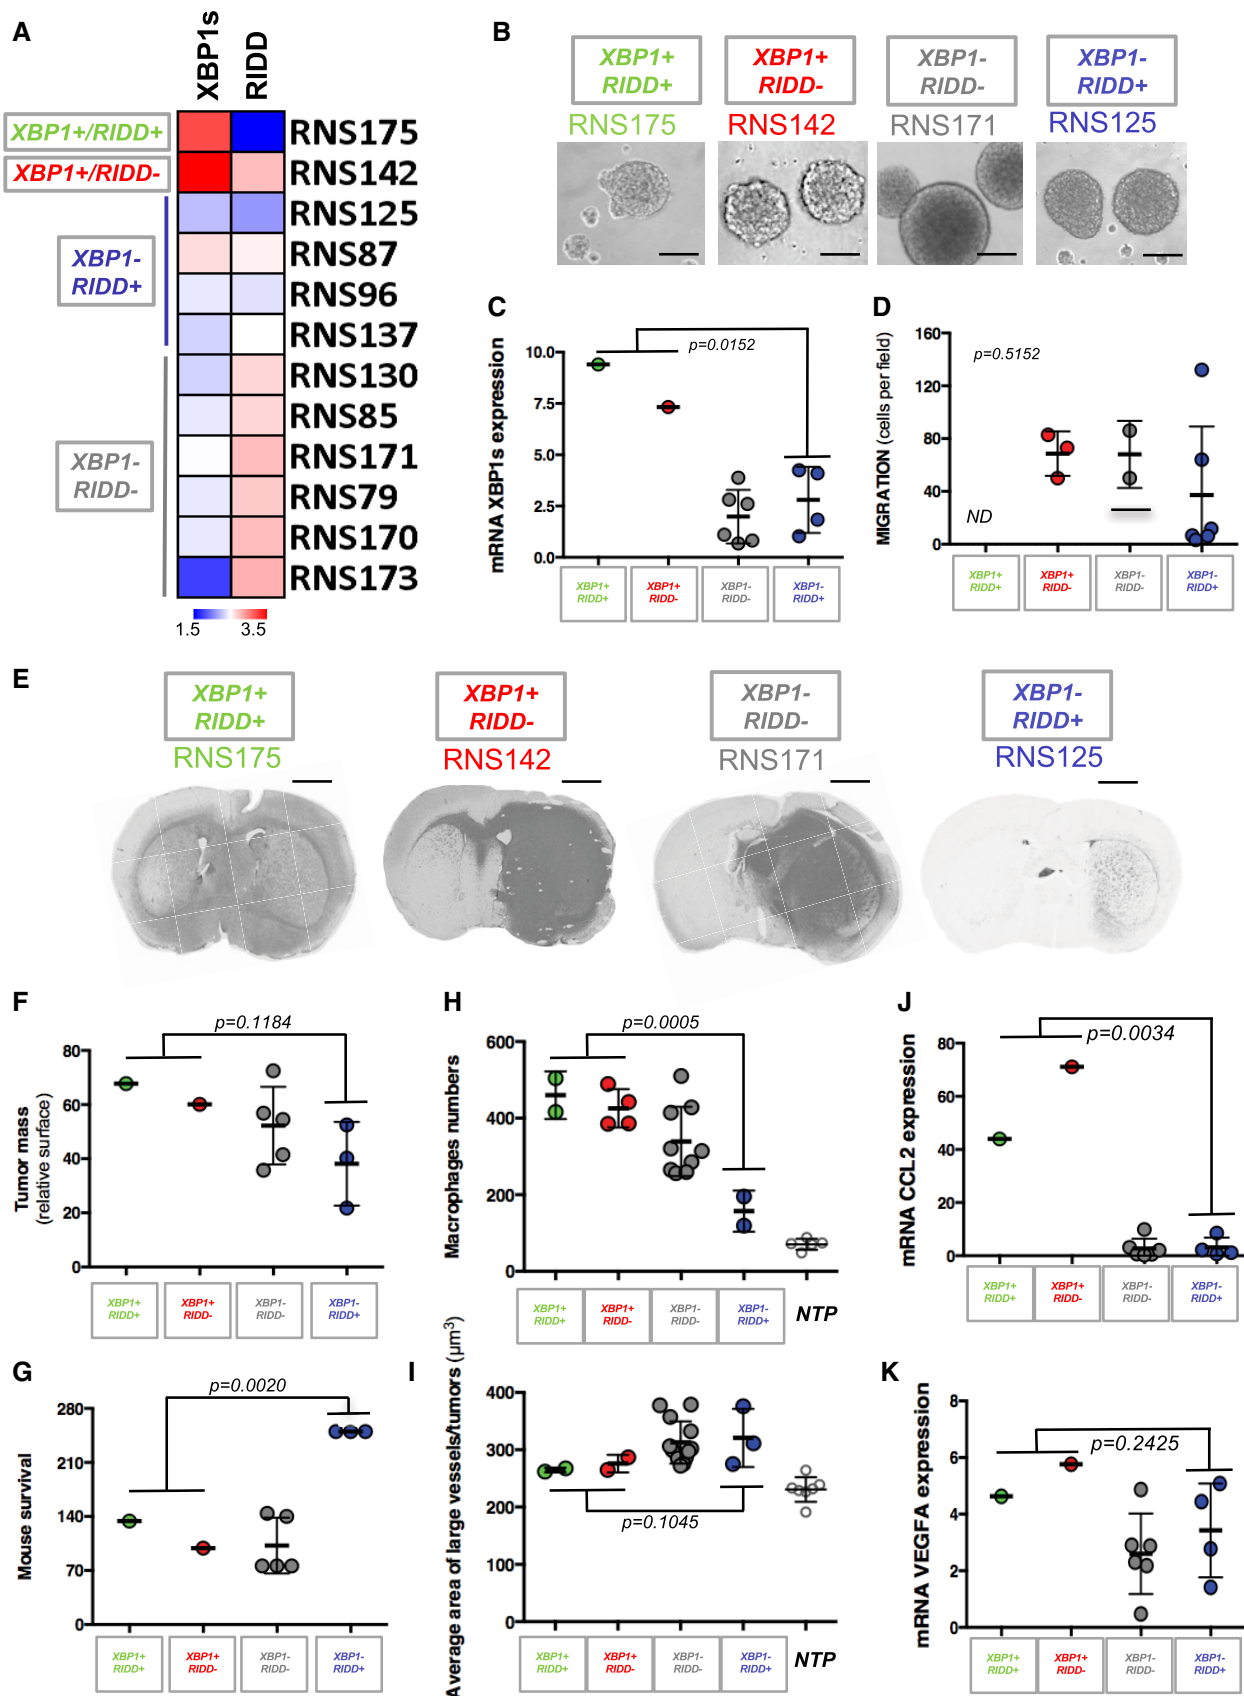 A
XBP1s
RIDD
XBP1+/RIDD+
XBP1+/RIDD-
XBP1-
RIDD+
XBP1-
RIDD-
RNS175
RNS142
RNS125
RNS87
RNS96
RNS137
RNS130
RNS85
RNS171
RNS79
RNS170
RNS173
1.5
3.5
B
XBP1+
RIDD+
RNS175
XBP1+
RIDD-
RNS142
XBP1-
RIDD-
RNS171
XBP1-
RIDD+
RNS125
C
mRNA XBP1s expression
10.0
7.5
5.0
2.5
0.0
p=0.0152
XBP1+
RIDD+
XBP1+
RIDD-
XBP1-
RIDD-
XBP1-
RIDD+
D
MIGRATION (cells per field)
160
120
80
40
0
p=0.5152
ND
XBP1+
RIDD+
XBP1+
RIDD-
XBP1-
RIDD-
XBP1-
RIDD+
E
XBP1+
RIDD+
RNS175
XBP1+
RIDD-
RNS142
XBP1-
RIDD-
RNS171
XBP1-
RIDD+
RNS125
F
Tumor mass
(relative surface)
80
60
40
20
0
p=0.1184
XBP1+
RIDD+
XBP1+
RIDD-
XBP1-
RIDD-
XBP1-
RIDD+
H
Macrophages numbers
600
400
200
0
p=0.0005
XBP1+
RIDD+
XBP1+
RIDD-
XBP1-
RIDD-
XBP1-
RIDD+
NTP
J
mRNA CCL2 expression
80
60
40
20
0
p=0.0034
XBP1+
RIDD+
XBP1+
RIDD-
XBP1-
RIDD-
XBP1-
RIDD+
G
Mouse survival
280
210
140
70
0
p=0.0020
XBP1+
RIDD+
XBP1+
RIDD-
XBP1-
RIDD-
XBP1-
RIDD+
I
Average area of large vessels/tumors (µm³)
400
300
200
100
0
p=0.1045
XBP1+
RIDD+
XBP1+
RIDD-
XBP1-
RIDD-
XBP1-
RIDD+
NTP
K
mRNA VEGFA expression
8
6
4
2
0
p=0.2425
XBP1+
RIDD+
XBP1+
RIDD-
XBP1-
RIDD-
XBP1-
RIDD+